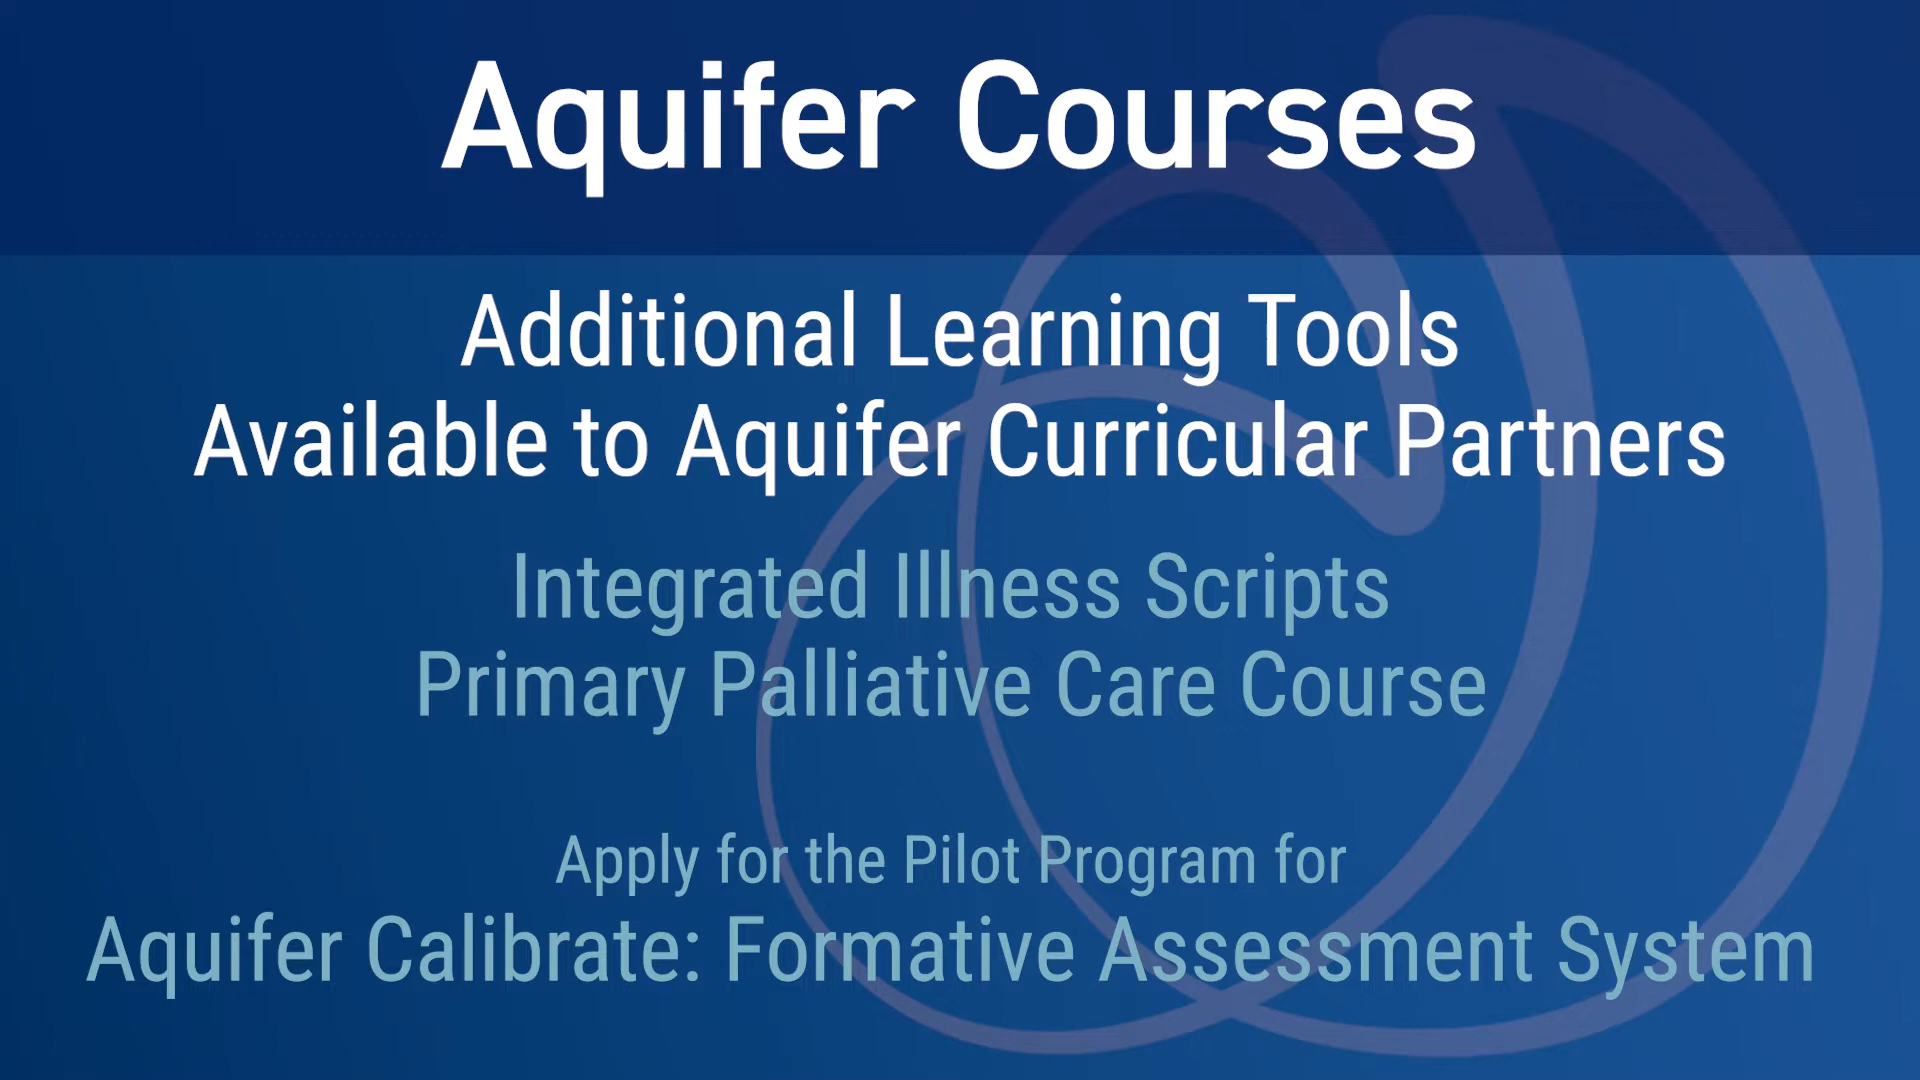 Aquifer Courses
Additional Learning Tools
Available to Aquifer Curricular Partners
Integrated Illness Scripts
Primary Palliative Care Course
Apply for the Pilot Program for
Aquifer Calibrate: Formative Assessment System